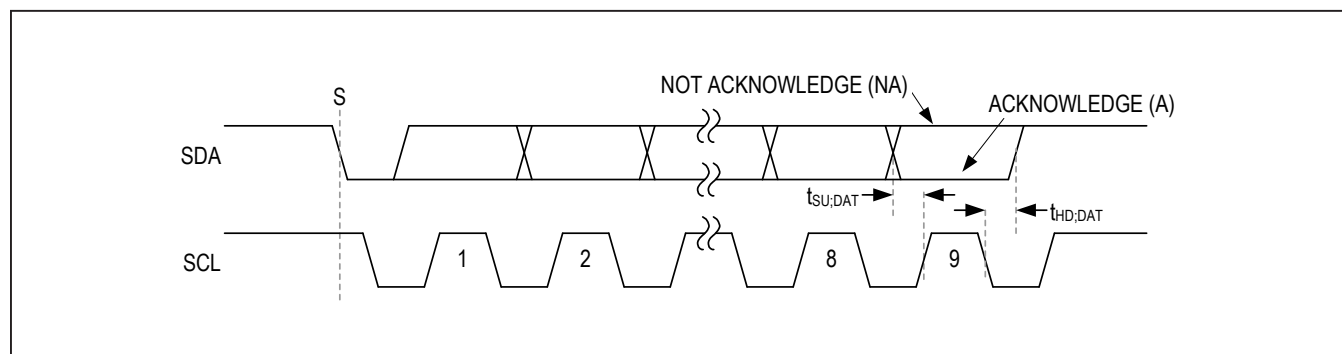 NOT ACKNOWLEDGE (NA)
S
ACKNOWLEDGE (A)
SDA
tSU;DAT
tHD;DAT
SCL
1
2
8
9